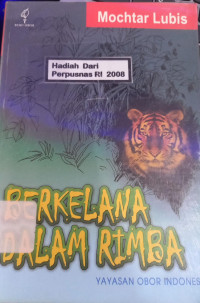 Mochtar Lubis
Hadiah Dari
Perpusnas RI 2008
BERKELANA
DALAM RIMBA
YAYASAN OBOR INDONES